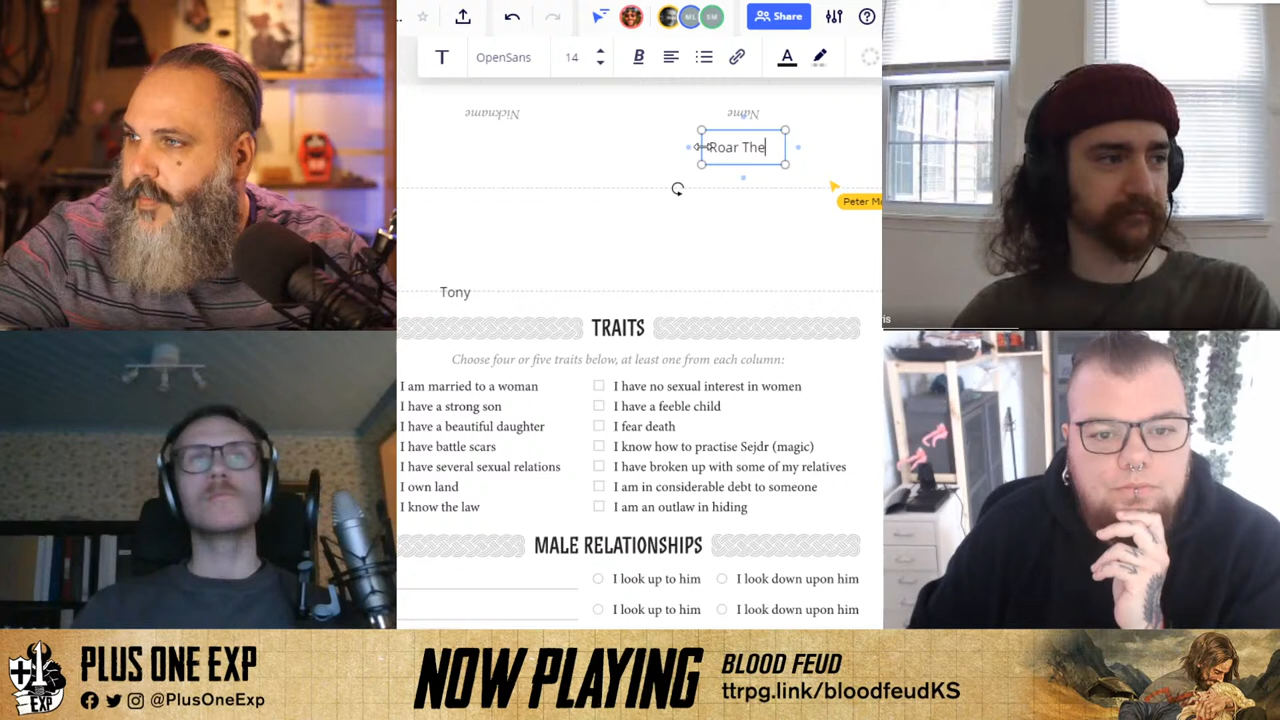 ML
SM
Share
T
OpenSans
14
B
A
Nickname
Name
Roar The
Peter Mo
Tony
TRAITS
Choose four or five traits below, at least one from each column:
I am married to a woman
I have no sexual interest in women
I have a strong son
I have a feeble child
I have a beautiful daughter
I fear death
I have battle scars
I know how to practise Sejdr (magic)
I have several sexual relations
I have broken up with some of my relatives
I own land
I am in considerable debt to someone
I know the law
I am an outlaw in hiding
MALE RELATIONSHIPS
I look up to him
I look down upon him
I look up to him
I look down upon him
ris
+1
EXP
PLUS ONE EXP
@PlusOneExp
NOW PLAYING
BLOOD FEUD
ttrpg.link/bloodfeudKS